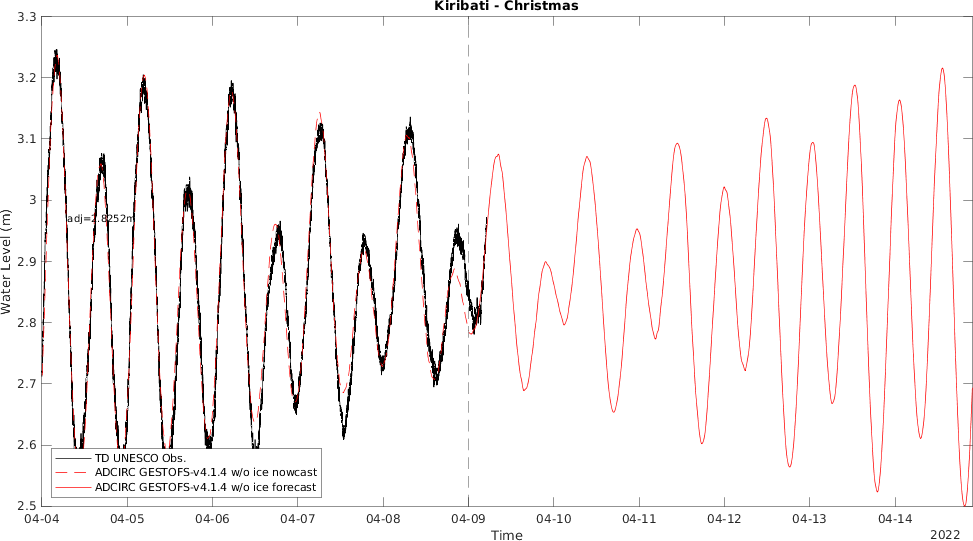 Kiribati - Christmas
Water Level (m)
3.3
3.2
3.1
3
2.9
2.8
2.7
2.6
2.5
adj=2.8252m
TD UNESCO Obs.
ADCIRC GESTOFS-v4.1.4 w/o ice nowcast
ADCIRC GESTOFS-v4.1.4 w/o ice forecast
04-04 04-05 04-06 04-07 04-08 04-09 04-10 04-11 04-12 04-13 04-14
Time
2022